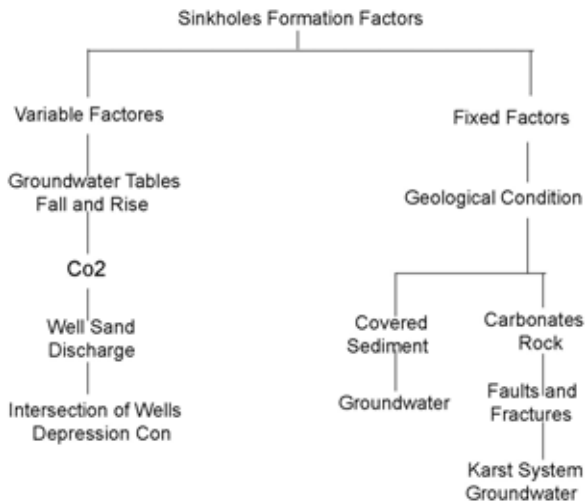 Sinkholes Formation Factors
Variable Factores
Fixed Factors
Groundwater Tables
Fall and Rise
Geological Condition
Co2
Well Sand
Discharge
Covered
Sediment
Carbonates
Rock
Intersection of Wells
Depression Con
Groundwater
Faults and
Fractures
Karst System
Groundwater